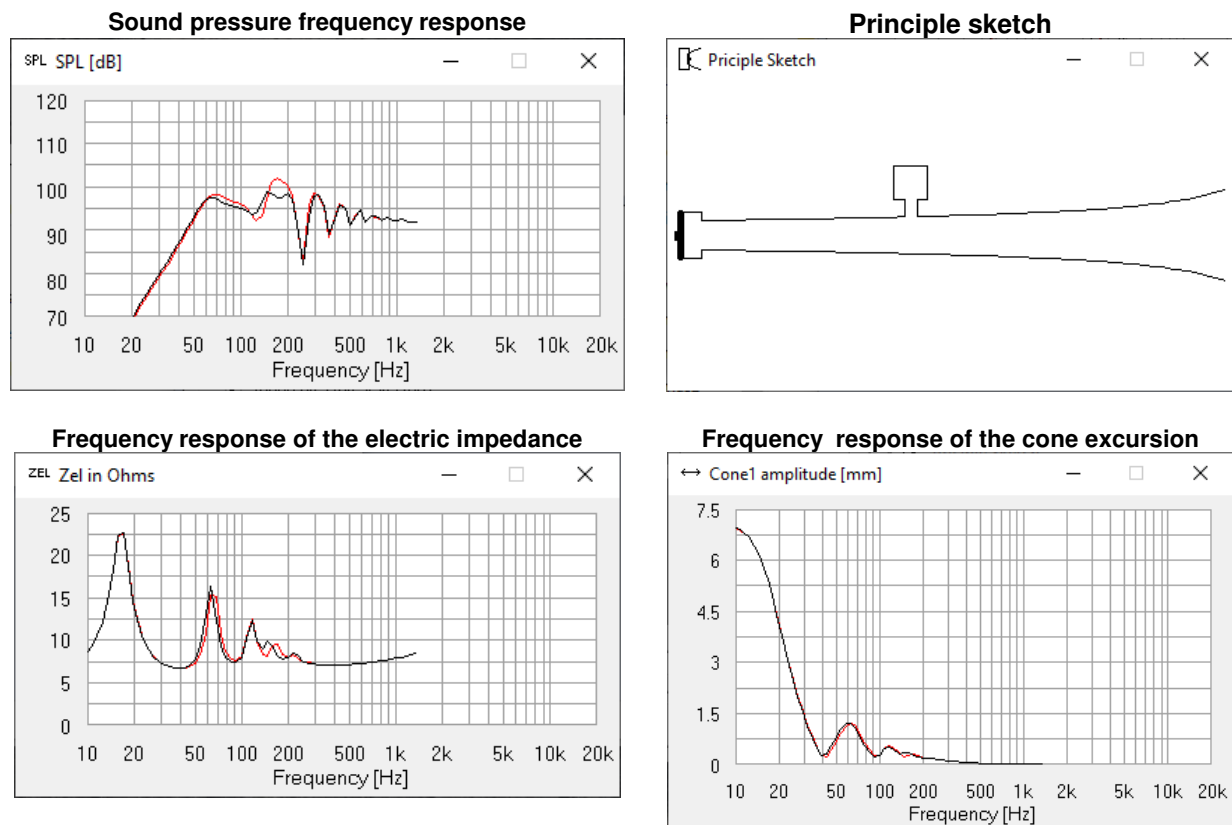 Sound pressure frequency response
SPL SPL [dB]
120
110
100
90
80
70
10 20 50 100 200 500 1k 2k 5k 10k 20k
Frequency [Hz]
Principle sketch
Priciple Sketch
Frequency response of the electric impedance
ZEL Zel in Ohms
25
20
15
10
5
0
10 20 50 100 200 500 1k 2k 5k 10k 20k
Frequency [Hz]
Frequency response of the cone excursion
↔ Cone1 amplitude [mm]
7.5
6
4.5
3
1.5
0
10 20 50 100 200 500 1k 2k 5k 10k 20k
Frequency [Hz]